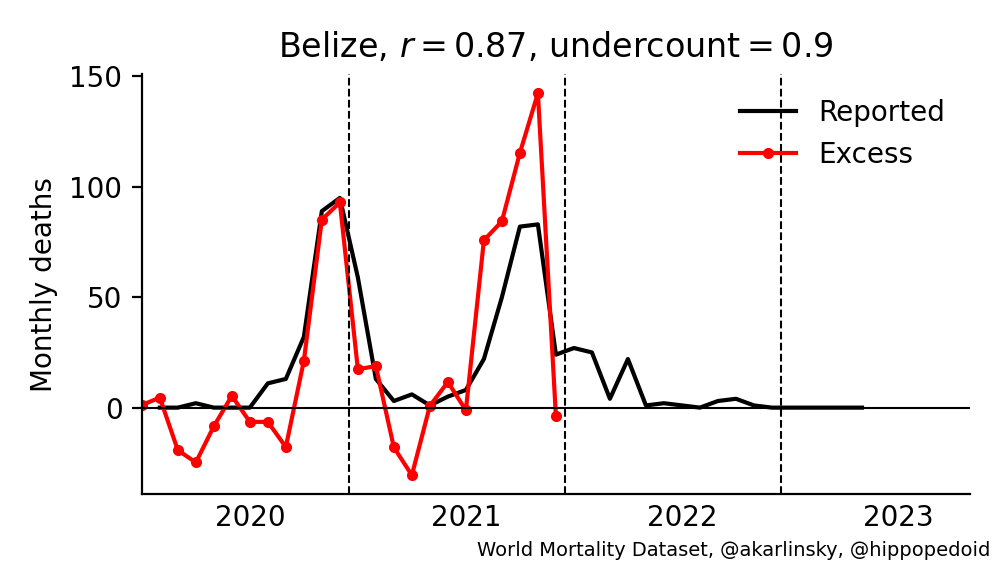 Belize, r = 0.87, undercount = 0.9
150
100
50
0
Monthly deaths
Reported
Excess
2020
2021
2022
2023
World Mortality Dataset, @akarlinsky, @hippopedoid